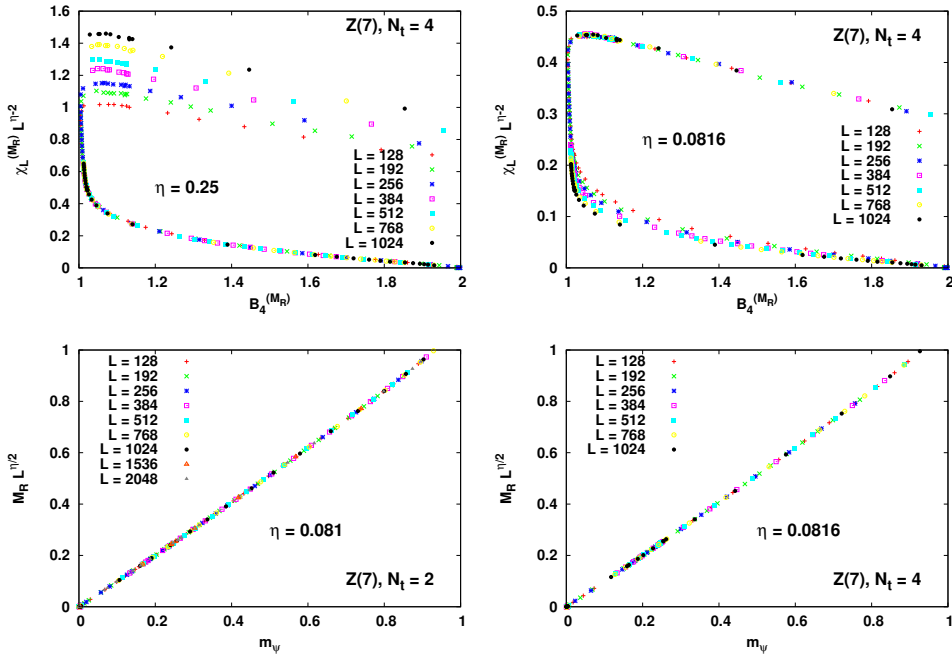 Z(7), N_t = 4
χ_L^(M_R) L^η-2
1.6
1.4
1.2
1
0.8
0.6
0.4
0.2
0
η = 0.25
L = 128
L = 192
L = 256
L = 384
L = 512
L = 768
L = 1024
1 1.2 1.4 1.6 1.8 2
B_4^(M_R)
Z(7), N_t = 4
χ_L^(M_R) L^η-2
0.5
0.4
0.3
0.2
0.1
0
η = 0.0816
L = 128
L = 192
L = 256
L = 384
L = 512
L = 768
L = 1024
1 1.2 1.4 1.6 1.8 2
B_4^(M_R)
M_R L^η/2
1
0.8
0.6
0.4
0.2
0
L = 128
L = 192
L = 256
L = 384
L = 512
L = 768
L = 1024
L = 1536
L = 2048
η = 0.081
Z(7), N_t = 2
0 0.2 0.4 0.6 0.8 1
m_ψ
M_R L^η/2
1
0.8
0.6
0.4
0.2
0
L = 128
L = 192
L = 256
L = 384
L = 512
L = 768
L = 1024
η = 0.0816
Z(7), N_t = 4
0 0.2 0.4 0.6 0.8 1
m_ψ